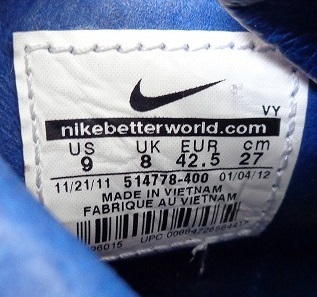 VY
nikebetterworld.com
US UK EUR cm
9 8 42.5 27
11/21/11 514778-400 01/04/12
MADE IN VIETNAM
FABRIQUE AU VIETNAM
UPC